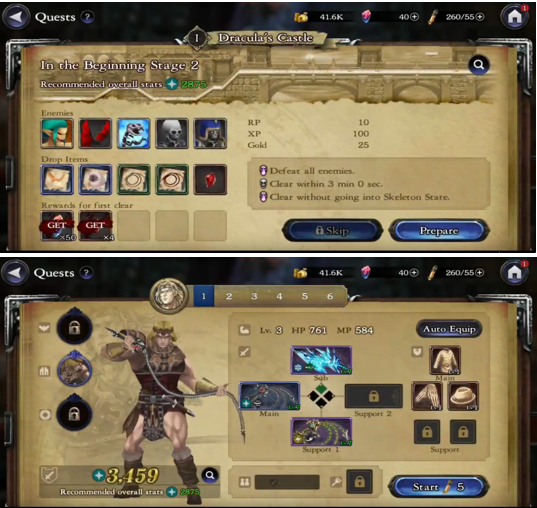 Quests ?
41.6K
40
260/55
1
I Dracula's Castle
In the Beginning Stage 2
Recommended overall stats 2875
Enemies
RP 10
XP 100
Gold 25
Drop Items
Defeat all enemies.
Clear within 3 min 0 sec.
Clear without going into Skeleton State.
Rewards for first clear
GET ×50
GET ×4
Skip
Prepare
Quests ?
41.6K
40
260/55
1
1 2 3 4 5 6
Lv. 3 HP 761 MP 584
Auto Equip
Sub
Main
Main
Support 2
Support 1
Support
3,459
Recommended overall stats 2875
Start 5